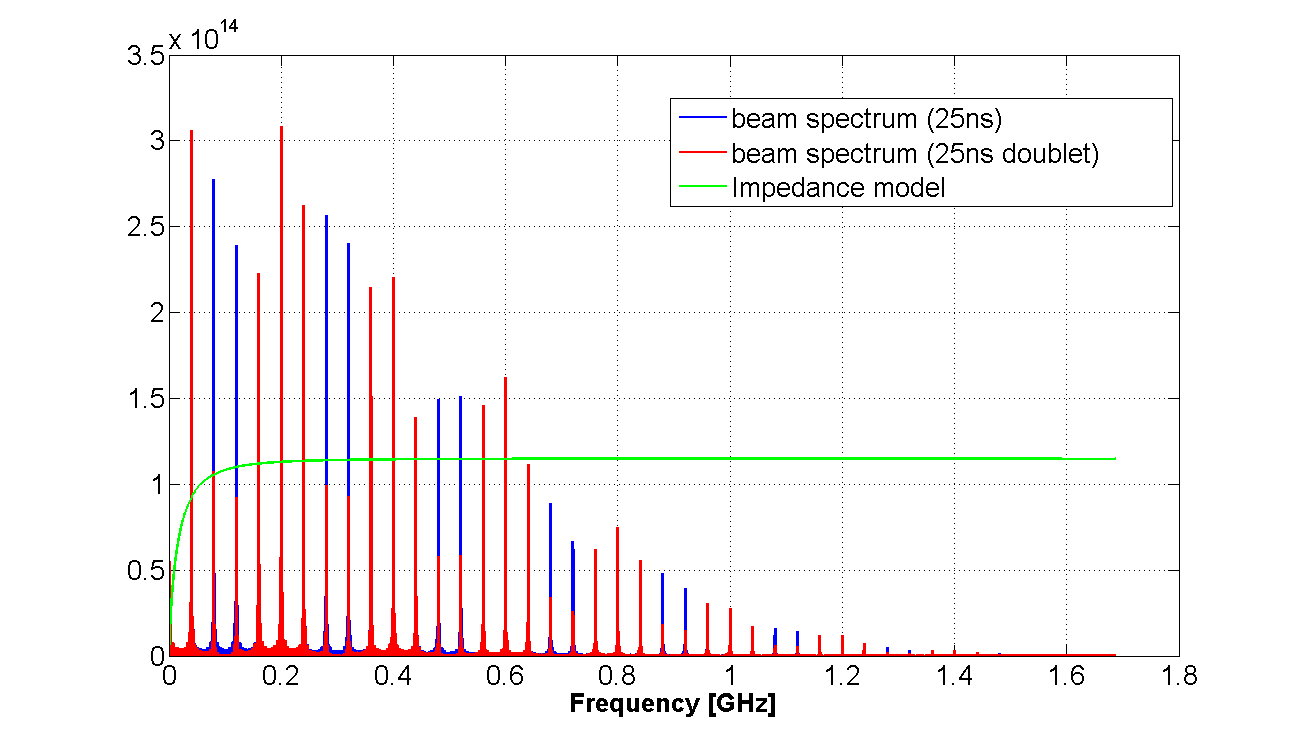 x 10^14
3.5
3
2.5
2
1.5
1
0.5
0
beam spectrum (25ns)
beam spectrum (25ns doublet)
Impedance model
0 0.2 0.4 0.6 0.8 1 1.2 1.4 1.6 1.8
Frequency [GHz]